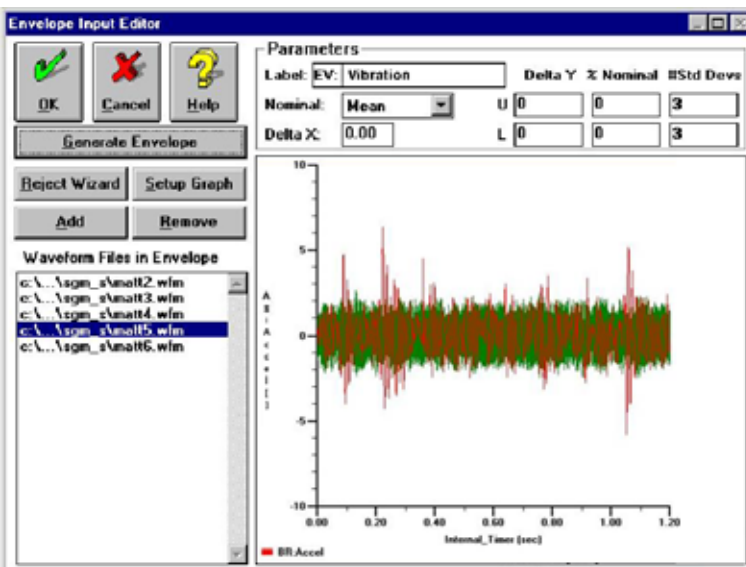 Envelope Input Editor
OK
Cancel
Help
Generate Envelope
Reject Wizard
Setup Graph
Add
Remove
Waveform Files in Envelope
c:\...\sgm_s\matt2.wfm
c:\...\sgm_s\matt3.wfm
c:\...\sgm_s\matt4.wfm
c:\...\sgm_s\matt5.wfm
c:\...\sgm_s\matt6.wfm
Parameters
Label: EV: Vibration
Delta Y % Nominal #Std Devs
Nominal: Mean U 0 0 3
Delta X: 0.00 L 0 0 3
10
5
0
-5
-10
0.00 0.20 0.40 0.60 0.80 1.00 1.20
Internal_Timer (sec)
BR:Accel